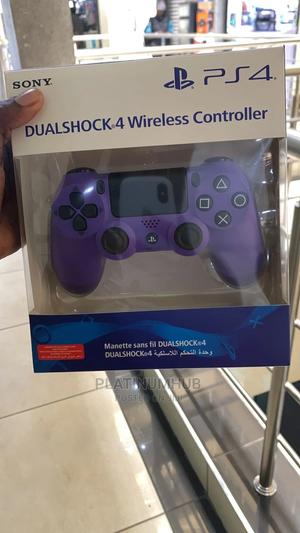 SONY
PS4
DUALSHOCK®4 Wireless Controller
Manette sans fil DUALSHOCK®4
وحدة التحكم اللاسلكية DUALSHOCK®4
PLATINUMHUB